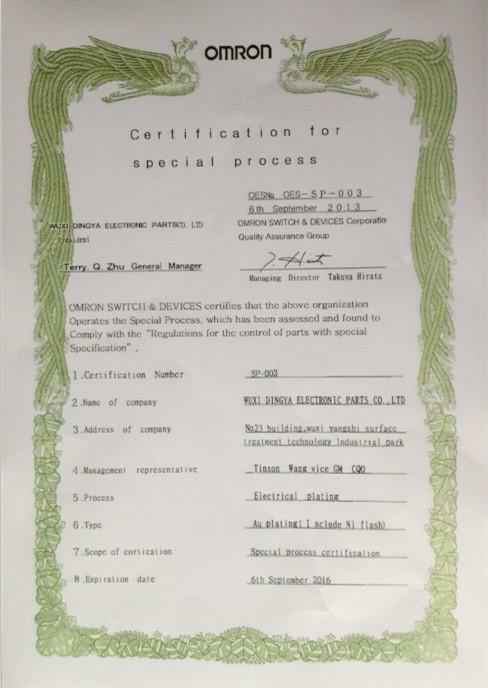 OMRON
Certification for
special process
OESNo OES-SP-003
6th September 2013
WUXI DINGYA ELECTRONIC PARTSCO. LTD
OMRON SWITCH & DEVICES Corporatio
Quality Assurance Group
Terry. Q. Zhu General Manager
Managing Director Takuya Hirata
OMRON SWITCH & DEVICES certifies that the above organization
Operates the Special Process, which has been assessed and found to
Comply with the "Regulations for the control of parts with special
Specification".
1.Certification Number SP-003
2.Name of company WUXI DINGYA ELECTRONIC PARTS CO.,LTD
3.Address of company No23 building,wuxi yangshi surface
treatment technology Industrial park
4.Management representative Tinson Wang vice GM CQO
5.Process Electrical plating
6.Type Au plating(Include Ni flash)
7.Scope of certication Special process certification
8.Expiration date 6th September 2016